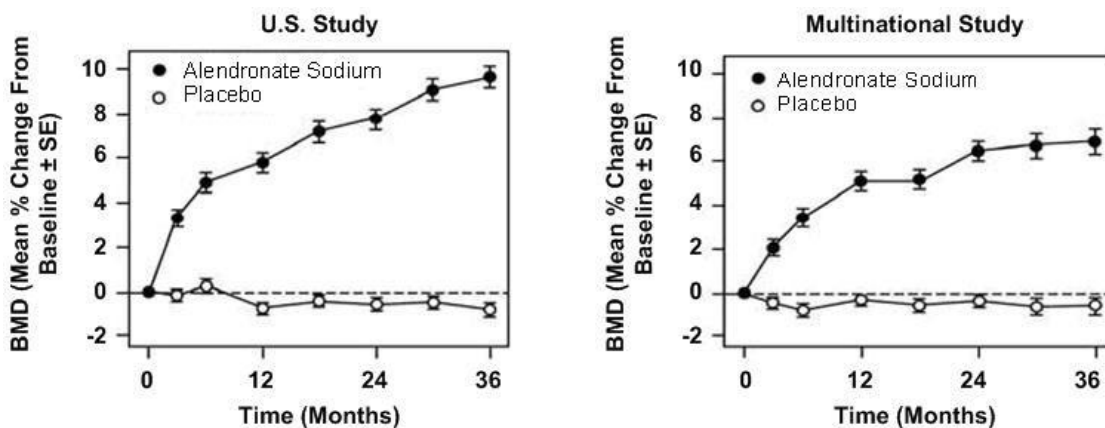 U.S. Study
BMD (Mean % Change From
Baseline ± SE)
10
8
6
4
2
0
-2
Alendronate Sodium
Placebo
0
12
24
36
Time (Months)
Multinational Study
BMD (Mean % Change From
Baseline ± SE)
10
8
6
4
2
0
-2
Alendronate Sodium
Placebo
0
12
24
36
Time (Months)